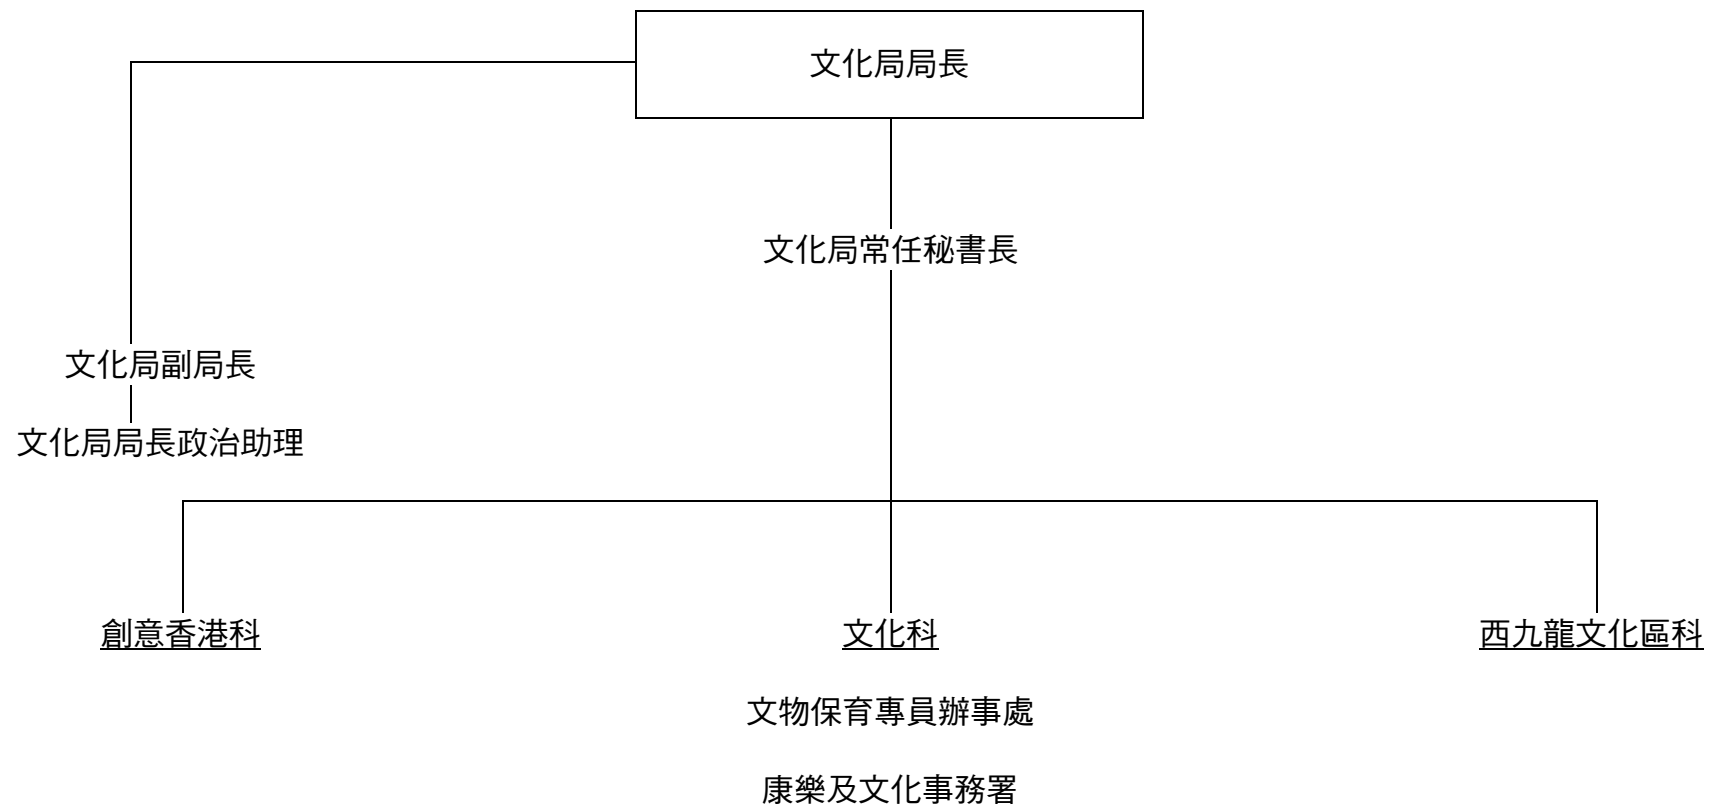 文化局局長
文化局常任秘書長
文化局副局長
文化局局長政治助理
創意香港科
文化科
西九龍文化區科
文物保育專員辦事處
康樂及文化事務署